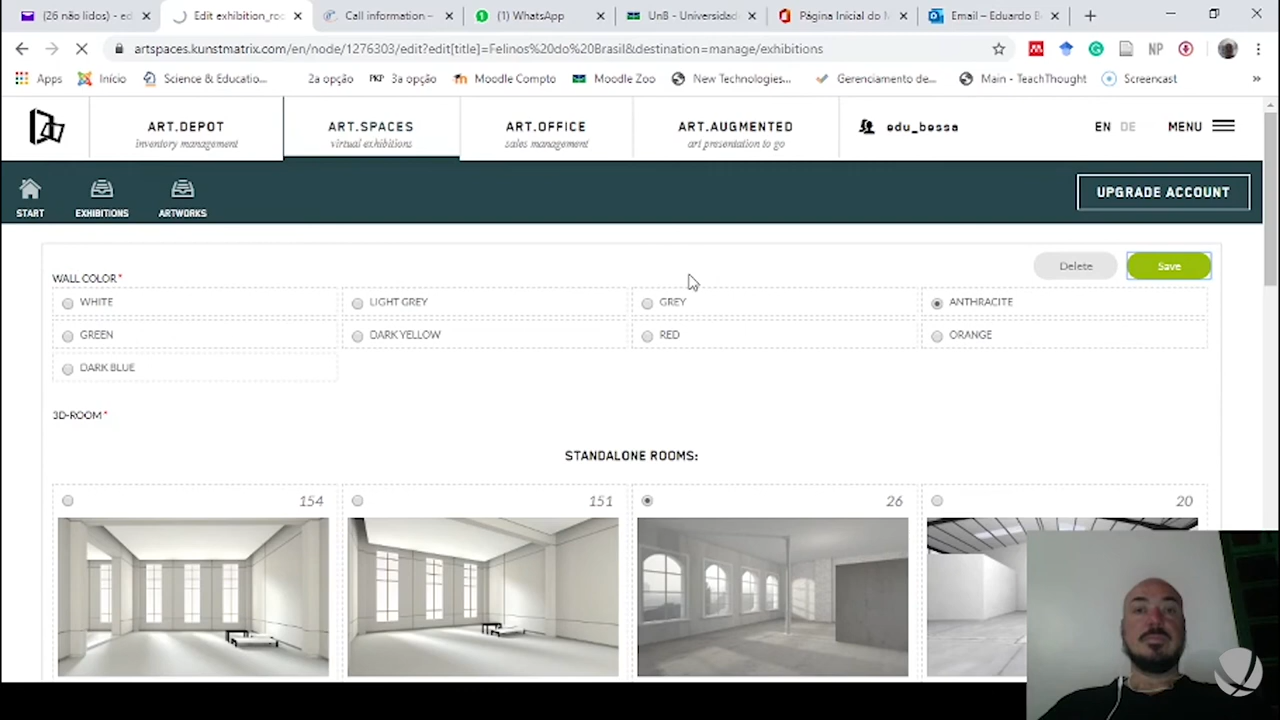 (26 não lidos) - ed
Edit exhibition_roo
Call information –
(1) WhatsApp
UnB - Universidad
Página Inicial do M
Email – Eduardo B
artspaces.kunstmatrix.com/en/node/1276303/edit?edit[title]=Felinos%20do%20Brasil&destination=manage/exhibitions
Apps
Início
Science & Educatio...
2a opção
PKP 3a opção
Moodle Compto
Moodle Zoo
New Technologies...
Gerenciamento de...
Main - TeachThought
Screencast
»
NP
ART.DEPOT
inventory management
ART.SPACES
virtual exhibitions
ART.OFFICE
sales management
ART.AUGMENTED
art presentation to go
edu_bessa
EN DE
MENU
START
EXHIBITIONS
ARTWORKS
UPGRADE ACCOUNT
Delete
Save
WALL COLOR*
WHITE
LIGHT GREY
GREY
ANTHRACITE
GREEN
DARK YELLOW
RED
ORANGE
DARK BLUE
3D-ROOM*
STANDALONE ROOMS:
154
151
26
20